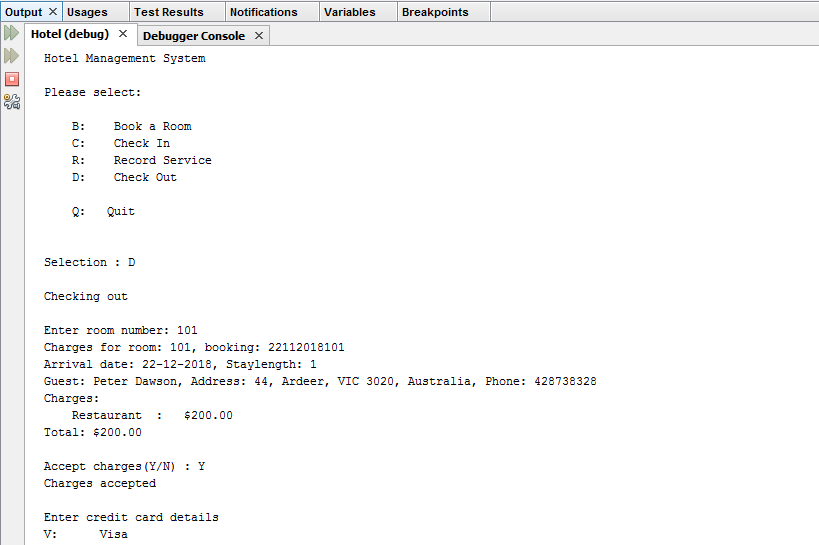 Output Usages Test Results Notifications Variables Breakpoints
Hotel (debug) Debugger Console
Hotel Management System
Please select:
B: Book a Room
C: Check In
R: Record Service
D: Check Out
Q: Quit
Selection : D
Checking out
Enter room number: 101
Charges for room: 101, booking: 22112018101
Arrival date: 22-12-2018, Staylength: 1
Guest: Peter Dawson, Address: 44, Ardeer, VIC 3020, Australia, Phone: 428738328
Charges:
Restaurant : $200.00
Total: $200.00
Accept charges(Y/N) : Y
Charges accepted
Enter credit card details
V: Visa